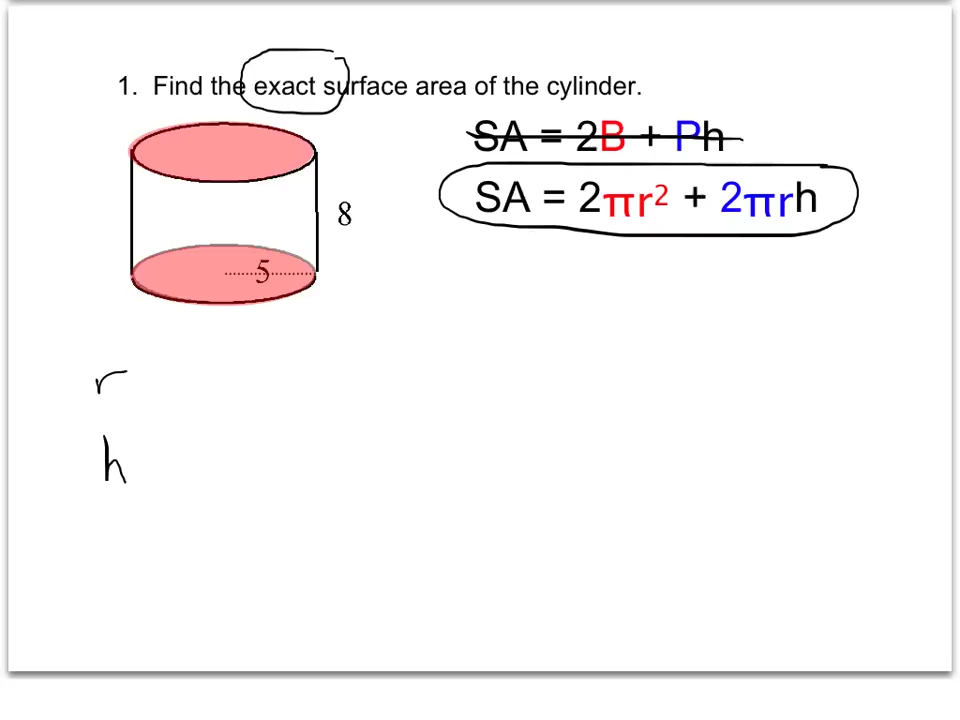 1. Find the exact surface area of the cylinder.
SA = 2B + Ph
SA = 2πr² + 2πrh
8
5
r
h